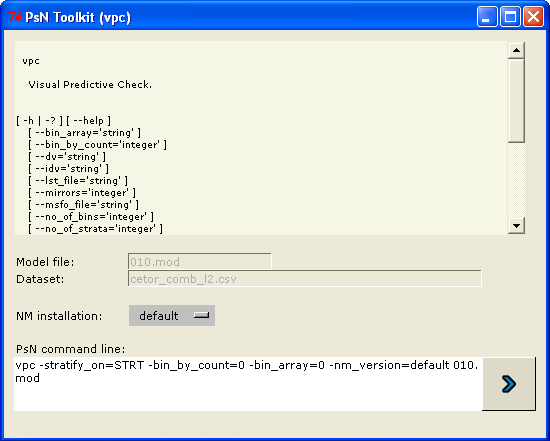 PsN Toolkit (vpc)
vpc
Visual Predictive Check.
[ -h | -? ] [ --help ]
[ --bin_array='string' ]
[ --bin_by_count='integer' ]
[ --dv='string' ]
[ --idv='string' ]
[ --lst_file='string' ]
[ --mirrors='integer' ]
[ --msfo_file='string' ]
[ --no_of_bins='integer' ]
[ --no_of_strata='integer' ]
Model file:
010.mod
Dataset:
cetor_comb_l2.csv
NM installation:
default
PsN command line:
vpc -stratify_on=STRT -bin_by_count=0 -bin_array=0 -nm_version=default 010.
mod